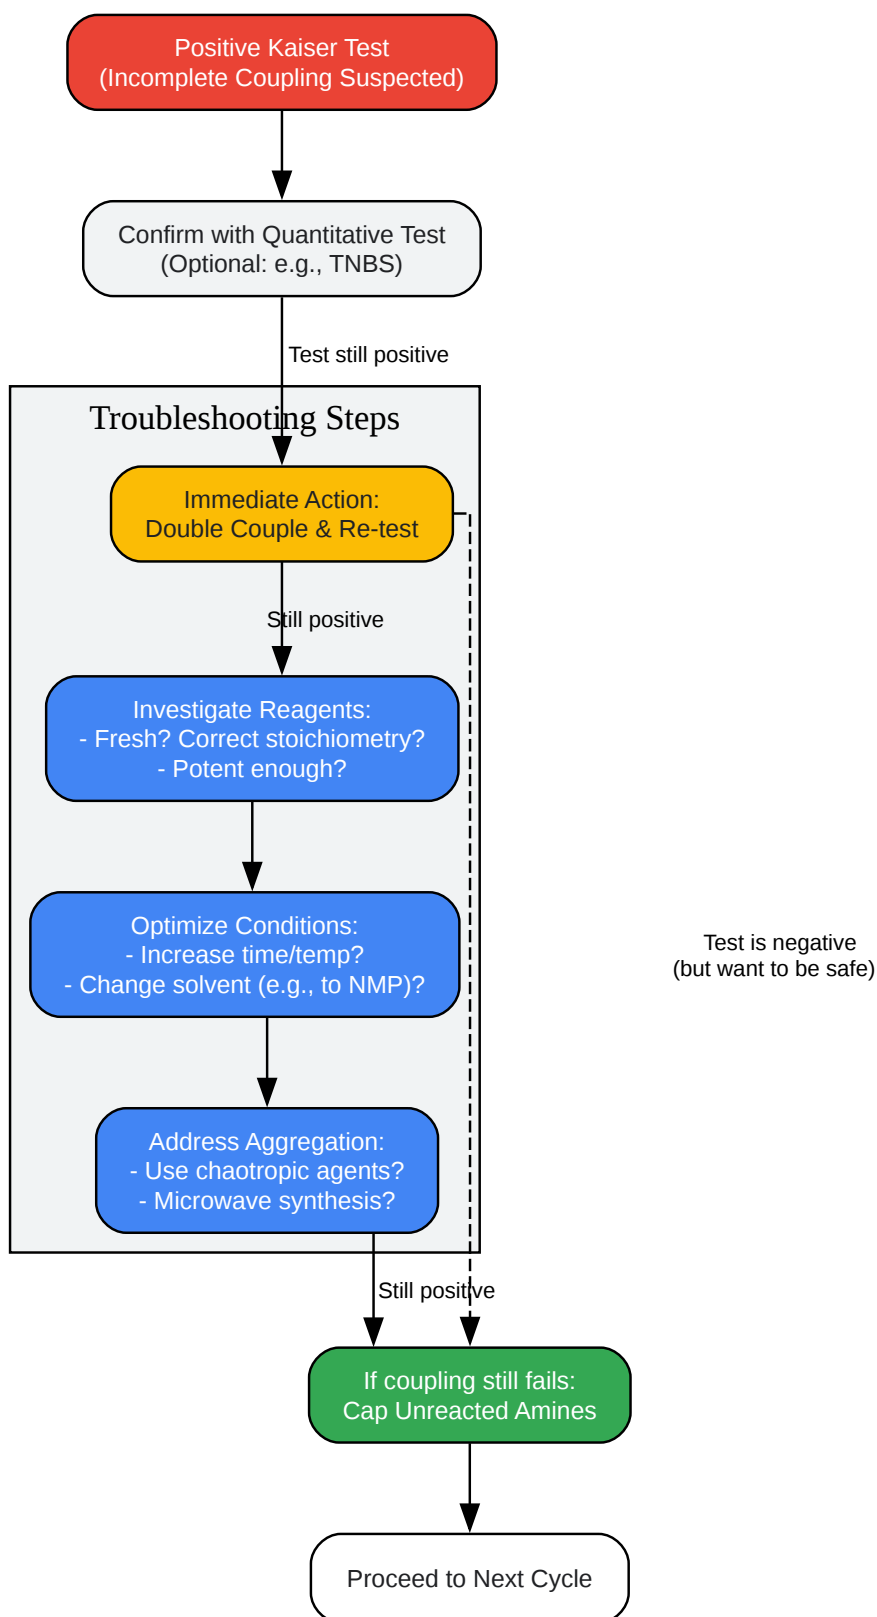 Positive Kaiser Test
(Incomplete Coupling Suspected)
Confirm with Quantitative Test
(Optional: e.g., TNBS)
Test still positive
Troubleshooting Steps
Immediate Action:
Double Couple & Re-test
Still positive
Investigate Reagents:
- Fresh? Correct stoichiometry?
- Potent enough?
Optimize Conditions:
- Increase time/temp?
- Change solvent (e.g., to NMP)?
Test is negative
(but want to be safe)
Address Aggregation:
- Use chaotropic agents?
- Microwave synthesis?
Still positive
If coupling still fails:
Cap Unreacted Amines
Proceed to Next Cycle